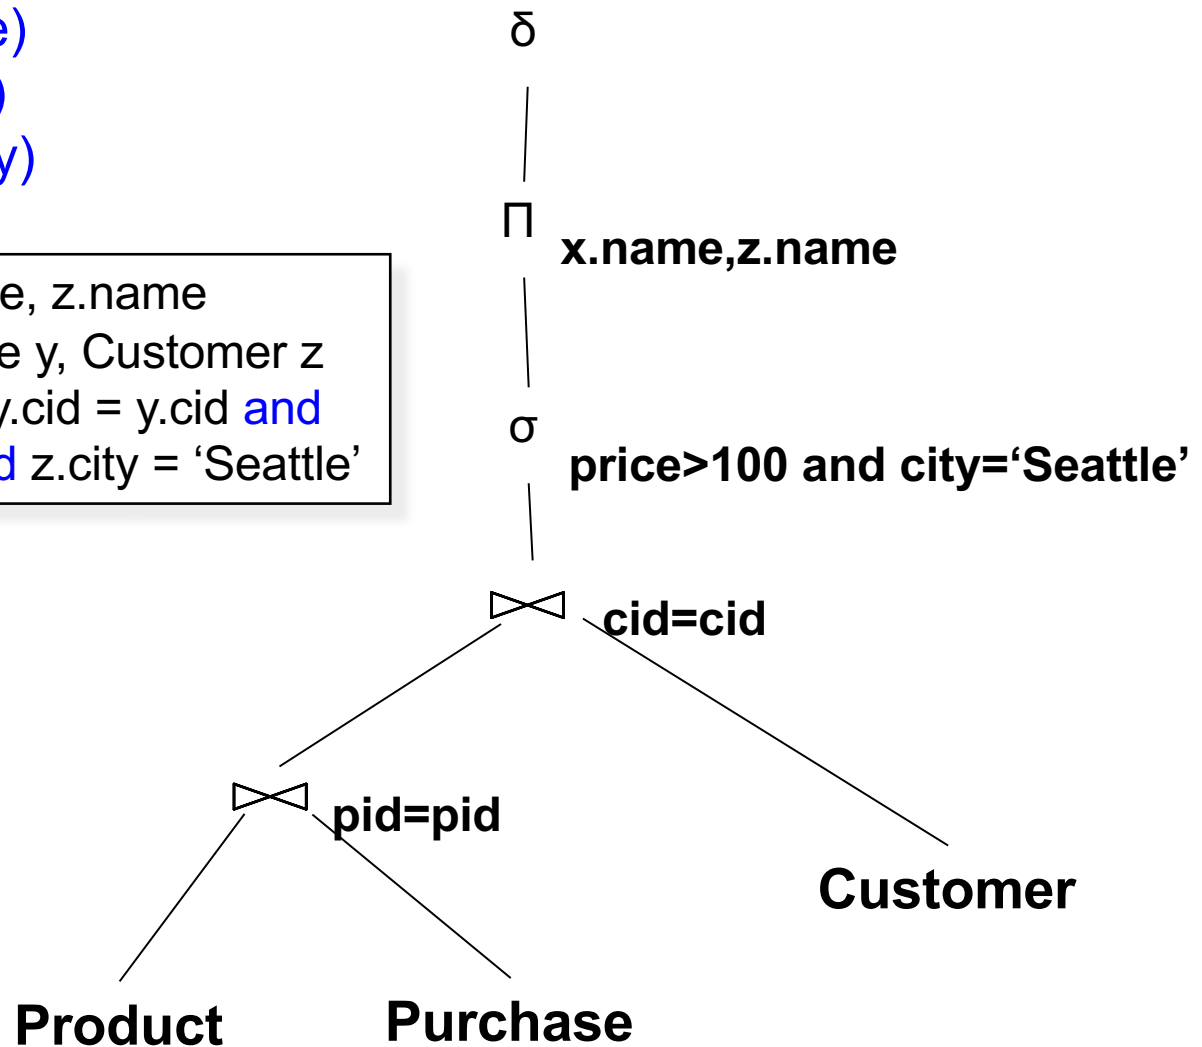 e)
)
y)
δ
Π
x.name,z.name
e, z.name
e y, Customer z
y.cid = y.cid and
d z.city = ‘Seattle’
σ
price>100 and city=‘Seattle’
cid=cid
pid=pid
Customer
Product
Purchase